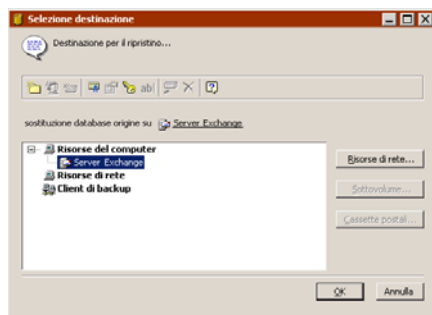 Selezione destinazione
Destinazione per il ripristino...
ab|
sostituzione database origine su Server Exchange
Risorse del computer
Server Exchange
Risorse di rete
Client di backup
Risorse di rete...
Sottovolume...
Cassette postali...
OK
Annulla